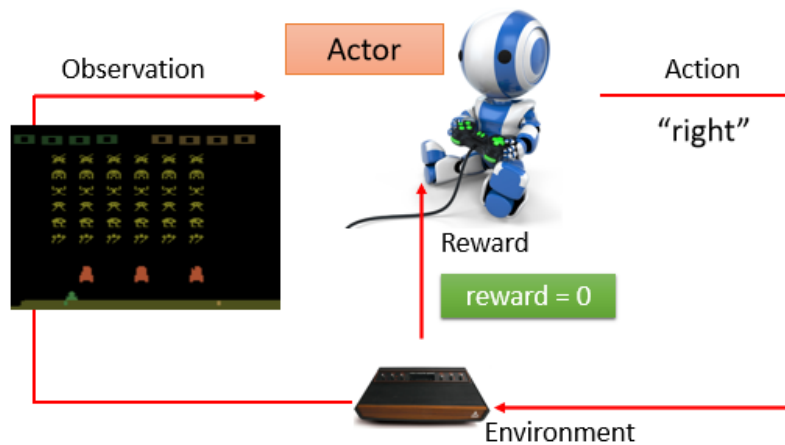 Actor
Observation
Action
“right”
Reward
reward = 0
Environment